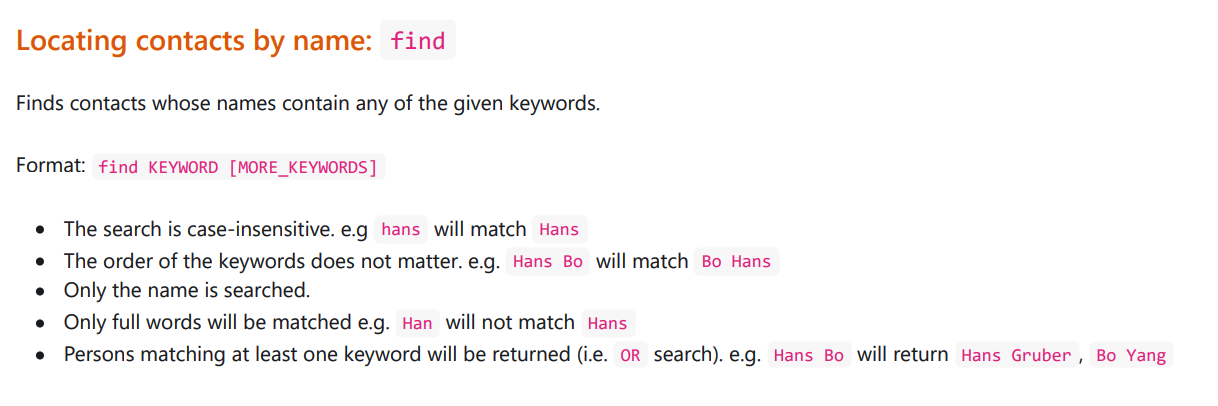 Locating contacts by name: find
Finds contacts whose names contain any of the given keywords.
Format: find KEYWORD [MORE_KEYWORDS]
• The search is case-insensitive. e.g hans will match Hans
• The order of the keywords does not matter. e.g. Hans Bo will match Bo Hans
• Only the name is searched.
• Only full words will be matched e.g. Han will not match Hans
• Persons matching at least one keyword will be returned (i.e. OR search). e.g. Hans Bo will return Hans Gruber, Bo Yang